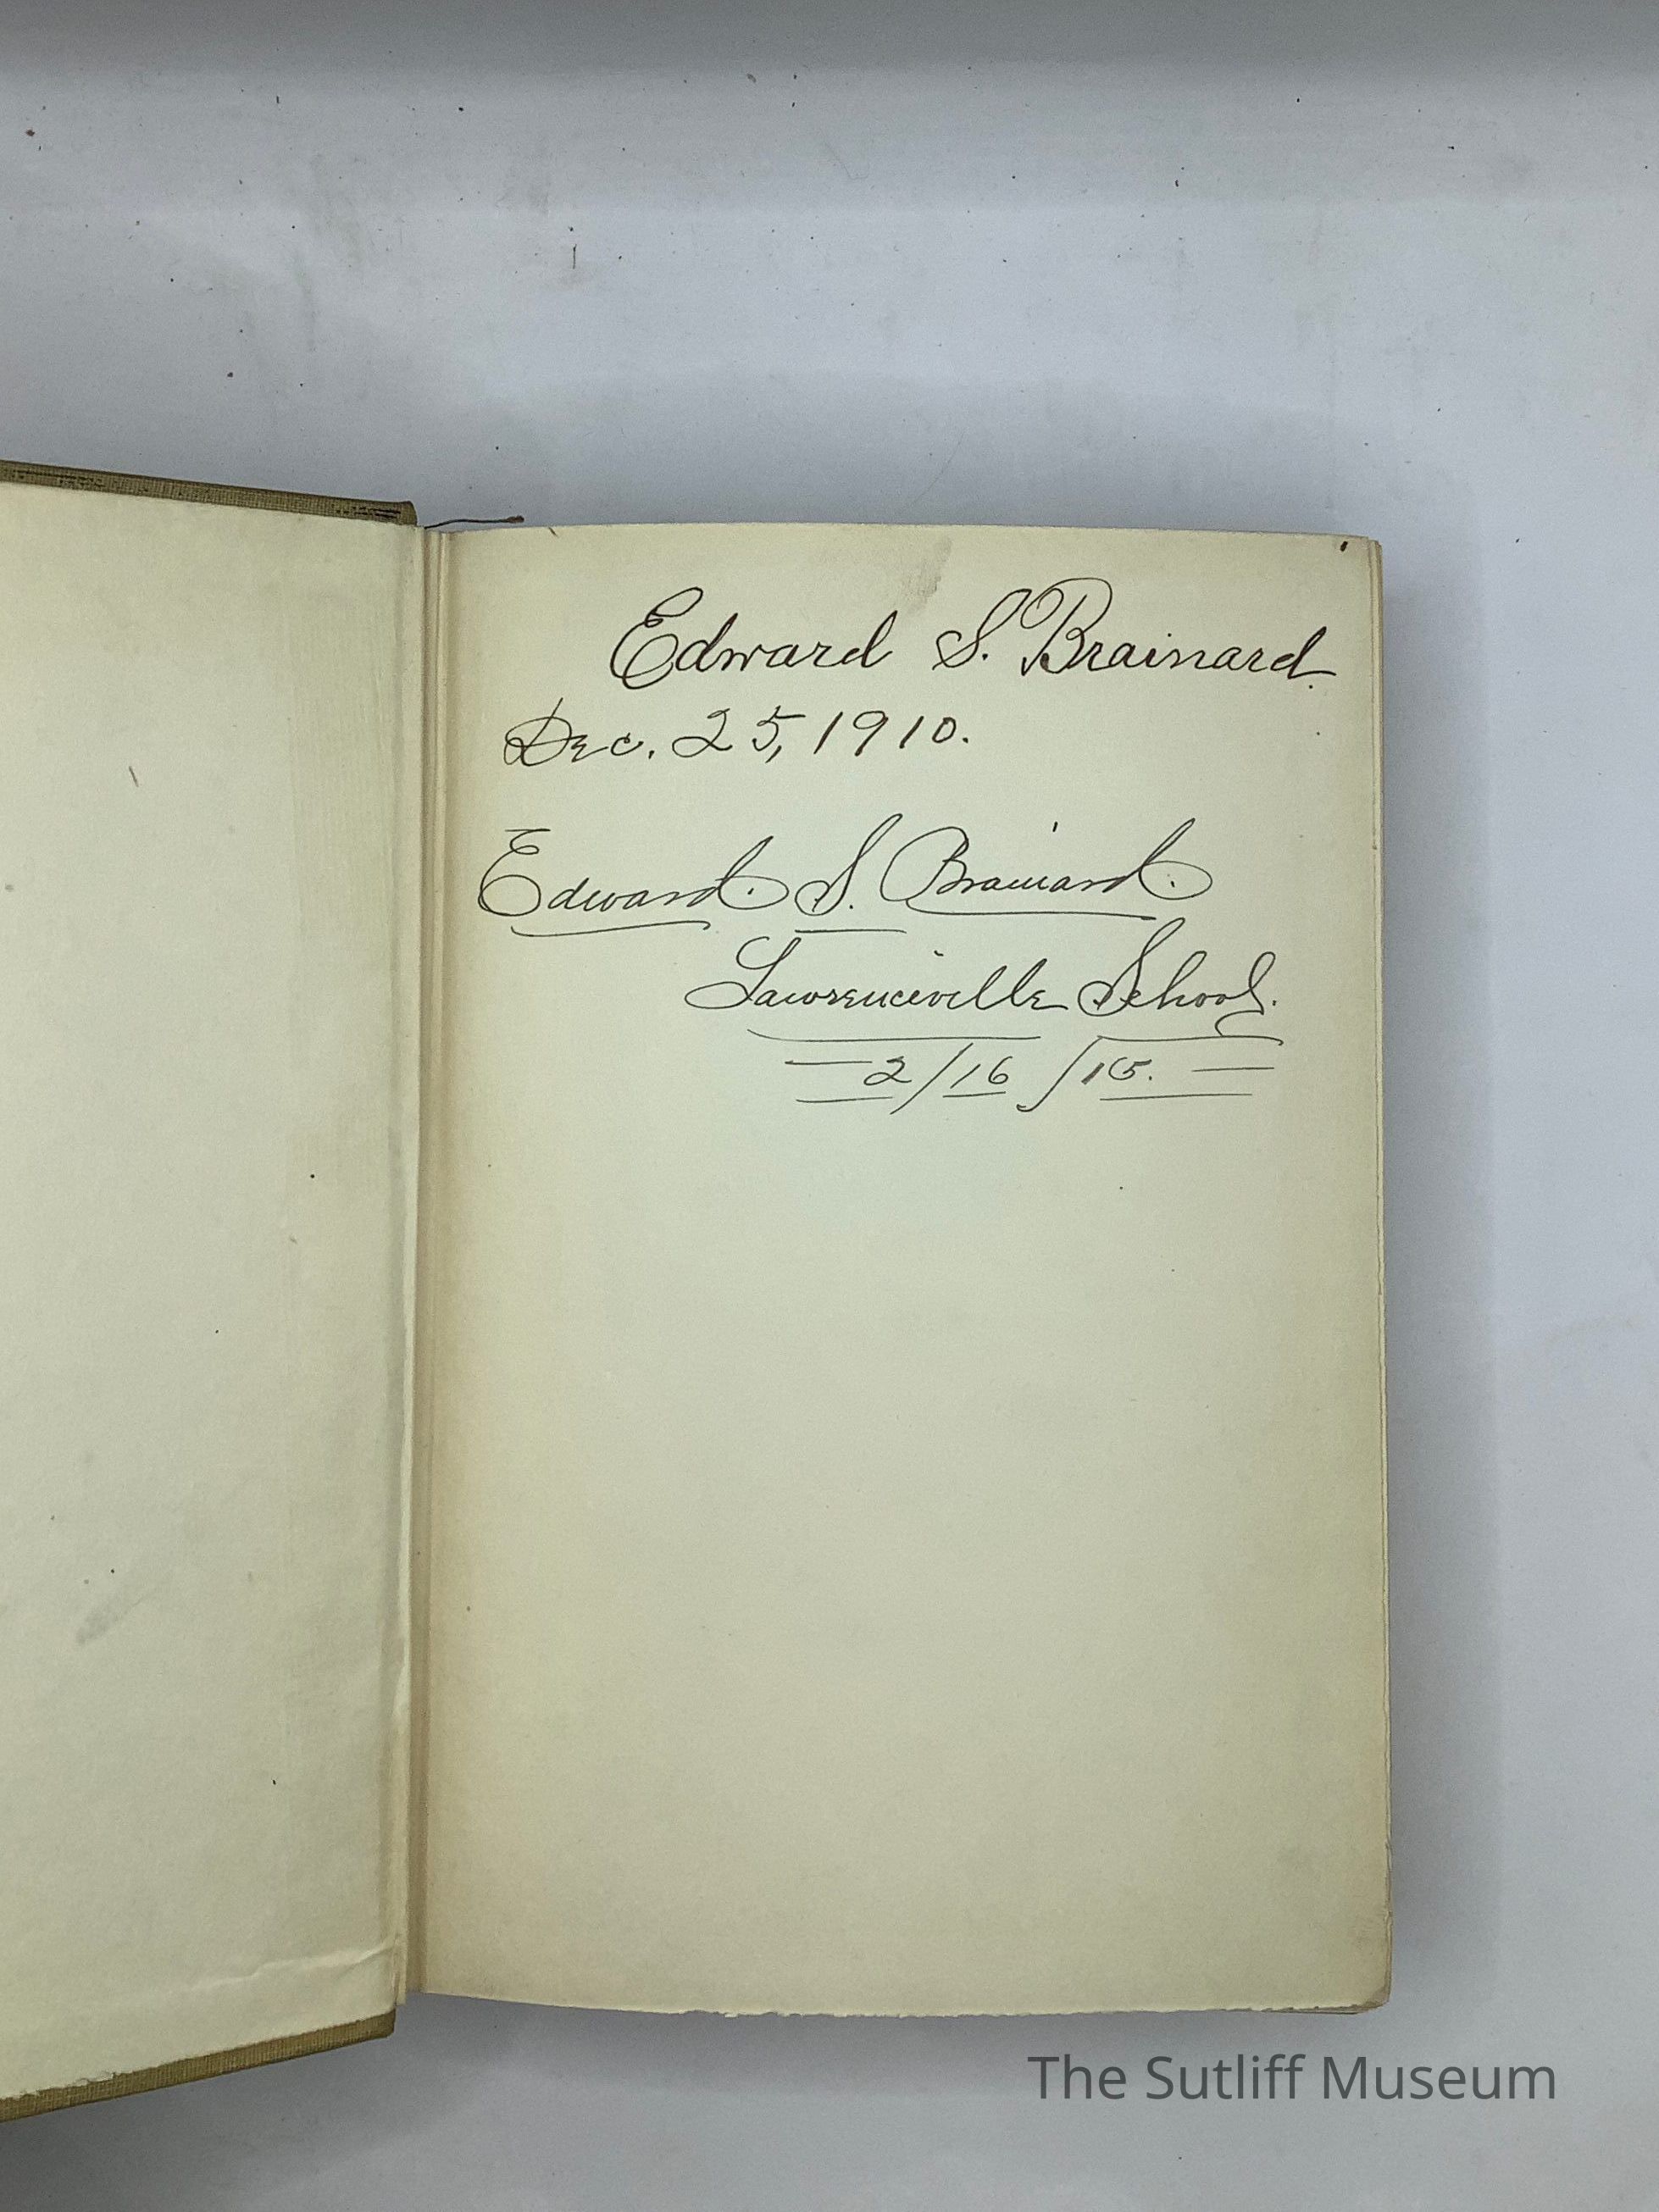 Edward S. Brainard.
Dec. 25, 1910.
Edward. S. Brainard.
Lawrenceville School.
2/16/15.
The Sutliff Museum